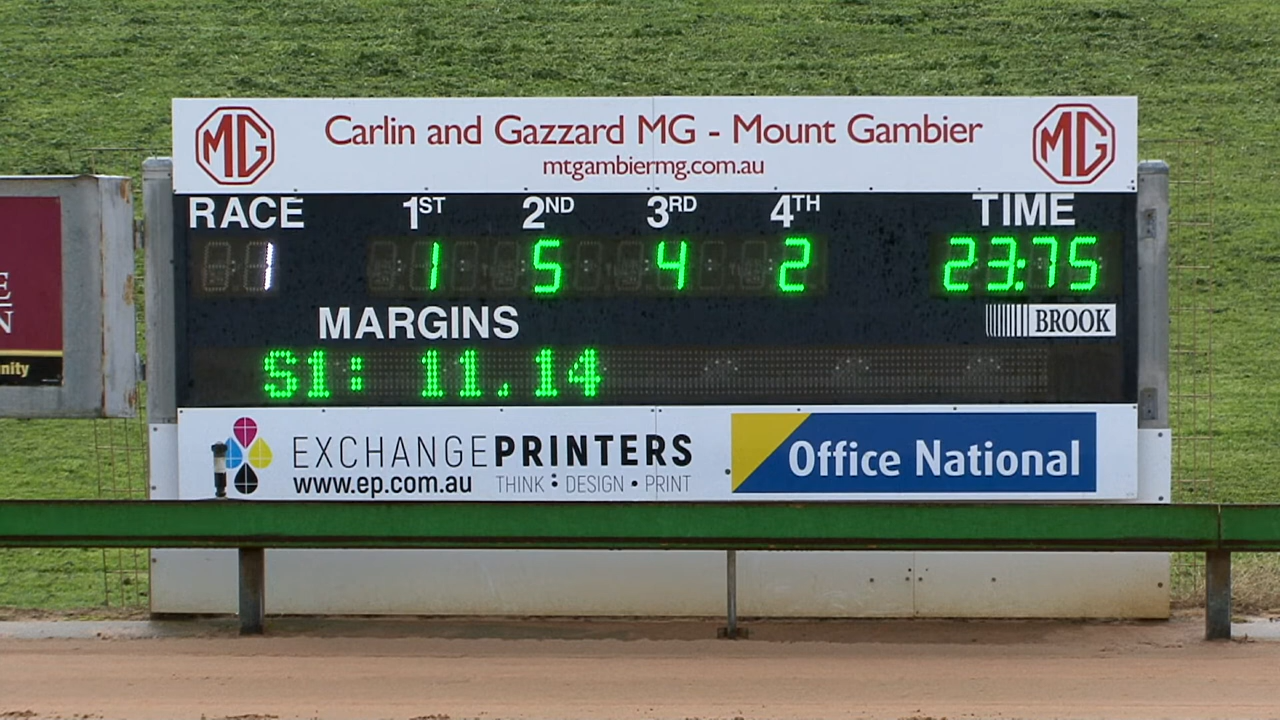 MG Carlin and Gazzard MG - Mount Gambier MG
mtgambiermg.com.au
RACE 1ST 2ND 3RD 4TH TIME
1 1 5 4 2 23:75
MARGINS BROOK
S1: 11.14
EXCHANGEPRINTERS
www.ep.com.au THINK : DESIGN • PRINT
Office National
E
N
nity